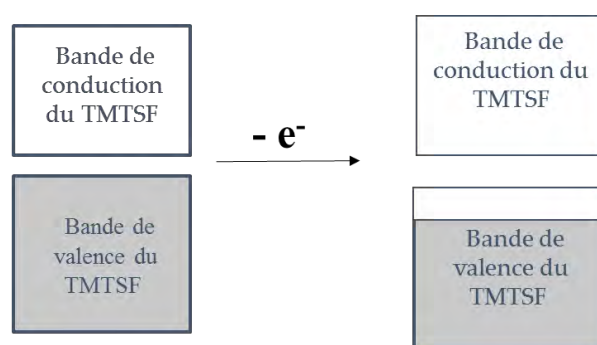 Bande de
conduction
du TMTSF
Bande de
valence du
TMTSF
- e-
Bande de
conduction du
TMTSF
Bande de
valence du
TMTSF